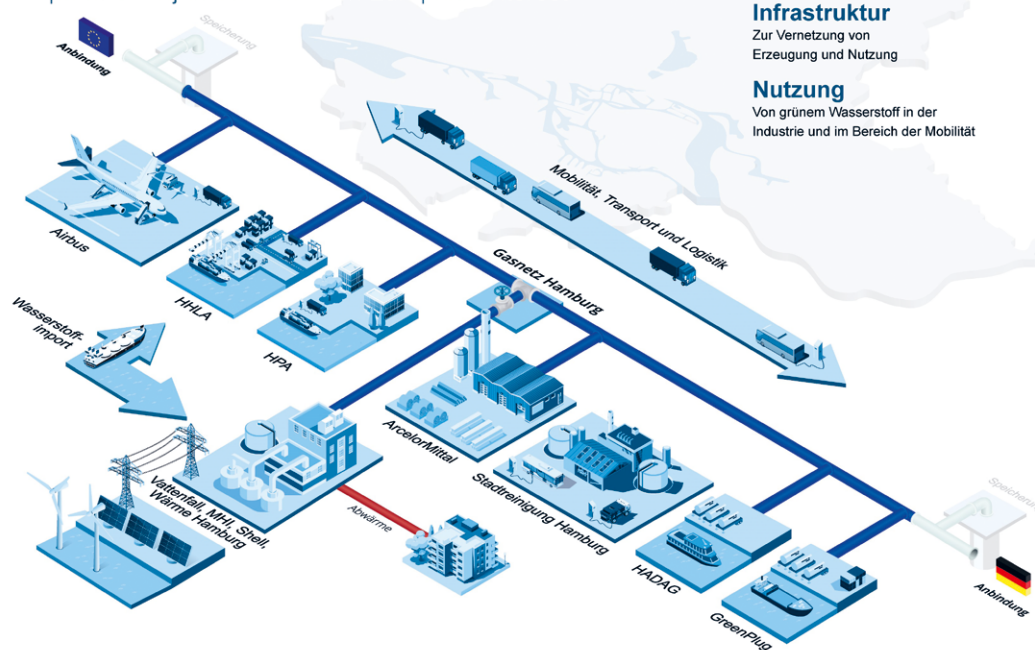 Infrastruktur
Zur Vernetzung von
Erzeugung und Nutzung
Nutzung
Von grünem Wasserstoff in der
Industrie und im Bereich der Mobilität
Speicherung
Anbindung
Mobilität, Transport und Logistik
Airbus
HHLA
Gasnetz Hamburg
HPA
Wasserstoff-
import
ArcelorMittal
Vattenfall, MHI, Shell,
Wärme Hamburg
Abwärme
Stadtreinigung Hamburg
HADAG
GreenPlug
Anbindung